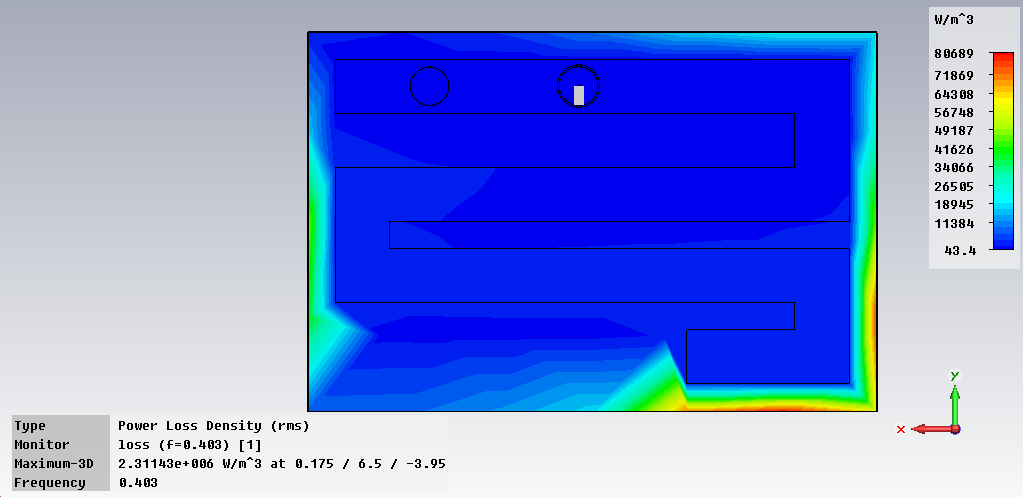 W/m^3
80689
71869
64308
56748
49187
41626
34066
26505
18945
11384
43.4
y
x
Type Power Loss Density (rms)
Monitor loss (f=0.403) [1]
Maximum-3D 2.31143e+006 W/m^3 at 0.175 / 6.5 / -3.95
Frequency 0.403